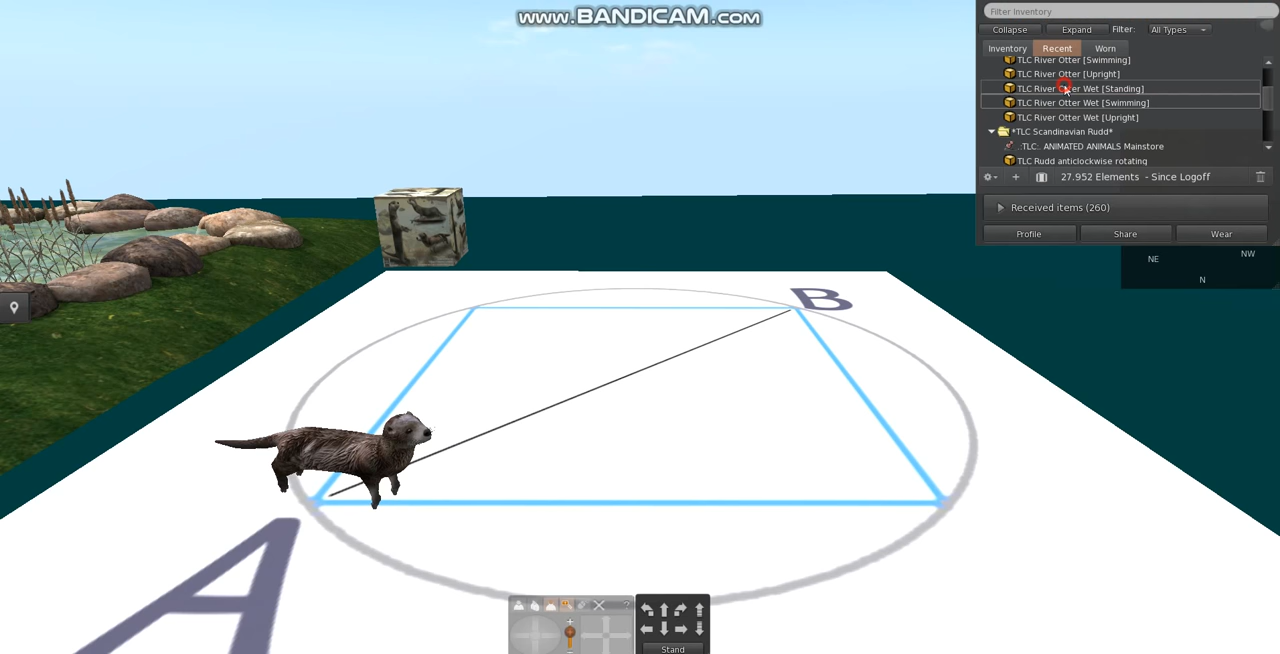 www.BANDICAM.com
Filter Inventory
Collapse Expand Filter: All Types
Inventory Recent Worn
TLC River Otter [Swimming]
TLC River Otter [Upright]
TLC River Otter Wet [Standing]
TLC River Otter Wet [Swimming]
TLC River Otter Wet [Upright]
*TLC Scandinavian Rudd*
.:TLC:. ANIMATED ANIMALS Mainstore
TLC Rudd anticlockwise rotating
27.952 Elements - Since Logoff
Received items (260)
Profile Share Wear
NE NW
N
B
A
?
Stand